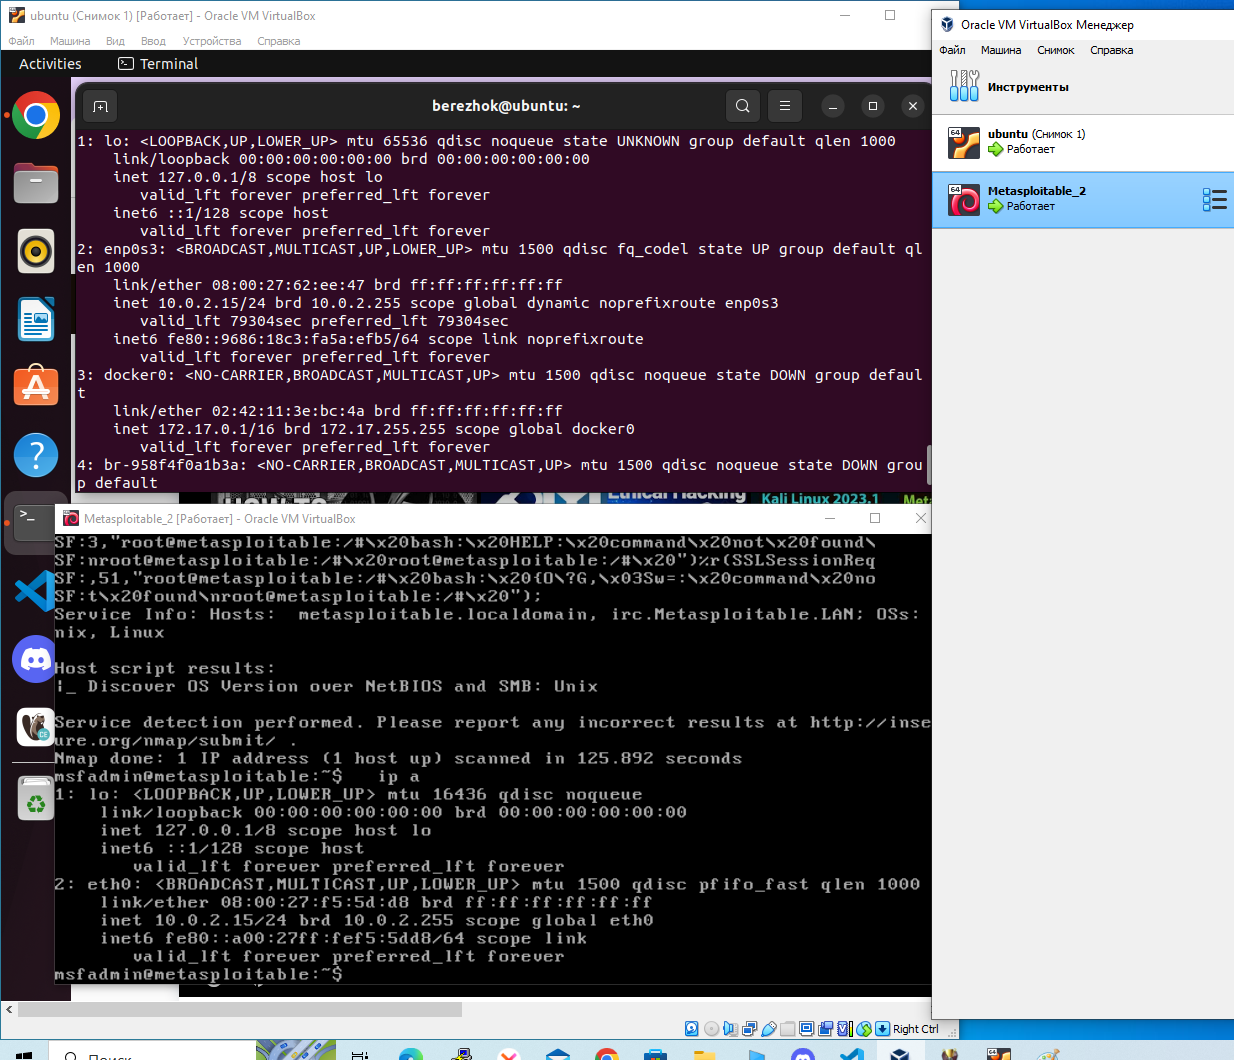 ubuntu (Снимок 1) [Работает] - Oracle VM VirtualBox
Файл Машина Вид Ввод Устройства Справка
Activities Terminal
berezhok@ubuntu: ~
1: lo: <LOOPBACK,UP,LOWER_UP> mtu 65536 qdisc noqueue state UNKNOWN group default qlen 1000
link/loopback 00:00:00:00:00:00 brd 00:00:00:00:00:00
inet 127.0.0.1/8 scope host lo
valid_lft forever preferred_lft forever
inet6 ::1/128 scope host
valid_lft forever preferred_lft forever
2: enp0s3: <BROADCAST,MULTICAST,UP,LOWER_UP> mtu 1500 qdisc fq_codel state UP group default ql
en 1000
link/ether 08:00:27:62:ee:47 brd ff:ff:ff:ff:ff:ff
inet 10.0.2.15/24 brd 10.0.2.255 scope global dynamic noprefixroute enp0s3
valid_lft 79304sec preferred_lft 79304sec
inet6 fe80::9686:18c3:fa5a:efb5/64 scope link noprefixroute
valid_lft forever preferred_lft forever
3: docker0: <NO-CARRIER,BROADCAST,MULTICAST,UP> mtu 1500 qdisc noqueue state DOWN group defaul
t
link/ether 02:42:11:3e:bc:4a brd ff:ff:ff:ff:ff:ff
inet 172.17.0.1/16 brd 172.17.255.255 scope global docker0
valid_lft forever preferred_lft forever
4: br-958f4f0a1b3a: <NO-CARRIER,BROADCAST,MULTICAST,UP> mtu 1500 qdisc noqueue state DOWN grou
p default
HOW TO
Ethical Hacking
Kali Linux 2023.1
Met
Metasploitable_2 [Работает] - Oracle VM VirtualBox
SF:3,"root@metasploitable:/#\x20bash:\x20HELP:\x20command\x20not\x20found\
SF:nroot@metasploitable:/#\x20root@metasploitable:/#\x20")%r(SSLSessionReq
SF:,51,"root@metasploitable:/#\x20bash:\x20{O\?G,\x03Sw=:\x20command\x20no
SF:t\x20found\nroot@metasploitable:/#\x20");
Service Info: Hosts:  metasploitable.localdomain, irc.Metasploitable.LAN; OSs:
nix, Linux
Host script results:
|_ Discover OS Version over NetBIOS and SMB: Unix
Service detection performed. Please report any incorrect results at http://inse
ure.org/nmap/submit/ .
Nmap done: 1 IP address (1 host up) scanned in 125.892 seconds
msfadmin@metasploitable:~$   ip a
1: lo: <LOOPBACK,UP,LOWER_UP> mtu 16436 qdisc noqueue
link/loopback 00:00:00:00:00:00 brd 00:00:00:00:00:00
inet 127.0.0.1/8 scope host lo
inet6 ::1/128 scope host
valid_lft forever preferred_lft forever
2: eth0: <BROADCAST,MULTICAST,UP,LOWER_UP> mtu 1500 qdisc pfifo_fast qlen 1000
link/ether 08:00:27:f5:5d:d8 brd ff:ff:ff:ff:ff:ff
inet 10.0.2.15/24 brd 10.0.2.255 scope global eth0
inet6 fe80::a00:27ff:fef5:5dd8/64 scope link
valid_lft forever preferred_lft forever
msfadmin@metasploitable:~$
Right Ctrl
Поиск
Oracle VM VirtualBox Менеджер
Файл Машина Снимок Справка
Инструменты
64
ubuntu (Снимок 1)
Работает
64
Metasploitable_2
Работает